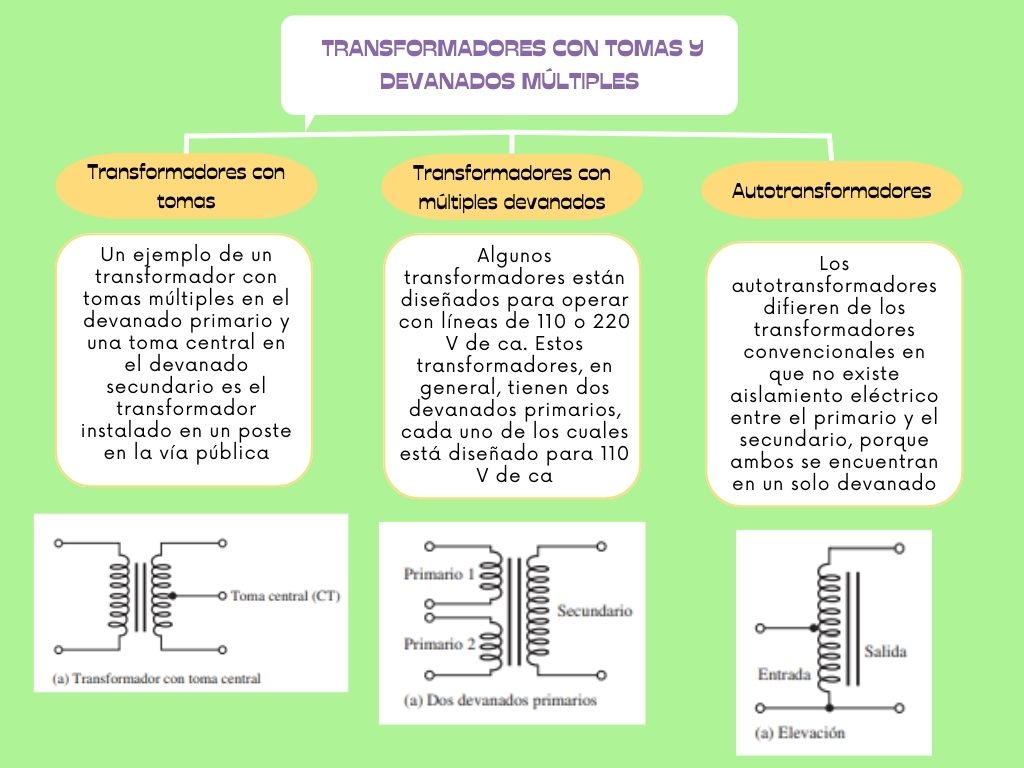 TRANSFORMADORES CON TOMAS Y
DEVANADOS MÚLTIPLES
Transformadores con
tomas
Un ejemplo de un
transformador con
tomas múltiples en el
devanado primario y
una toma central en
el devanado
secundario es el
transformador
instalado en un poste
en la vía pública
Toma central (CT)
(a) Transformador con toma central
Transformadores con
múltiples devanados
Algunos
transformadores están
diseñados para operar
con líneas de 110 o 220
V de ca. Estos
transformadores, en
general, tienen dos
devanados primarios,
cada uno de los cuales
está diseñado para 110
V de ca
Primario 1
Secundario
Primario 2
(a) Dos devanados primarios
Autotransformadores
Los
autotransformadores
difieren de los
transformadores
convencionales en
que no existe
aislamiento eléctrico
entre el primario y el
secundario, porque
ambos se encuentran
en un solo devanado
Salida
Entrada
(a) Elevación